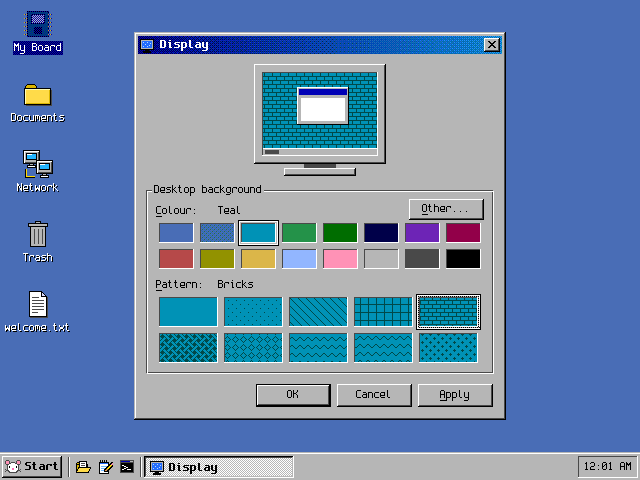 My Board
Documents
Network
Trash
welcome.txt
Display
Desktop background
Colour: Teal
Other...
Pattern: Bricks
OK
Cancel
Apply
Start
Display
12:01 AM